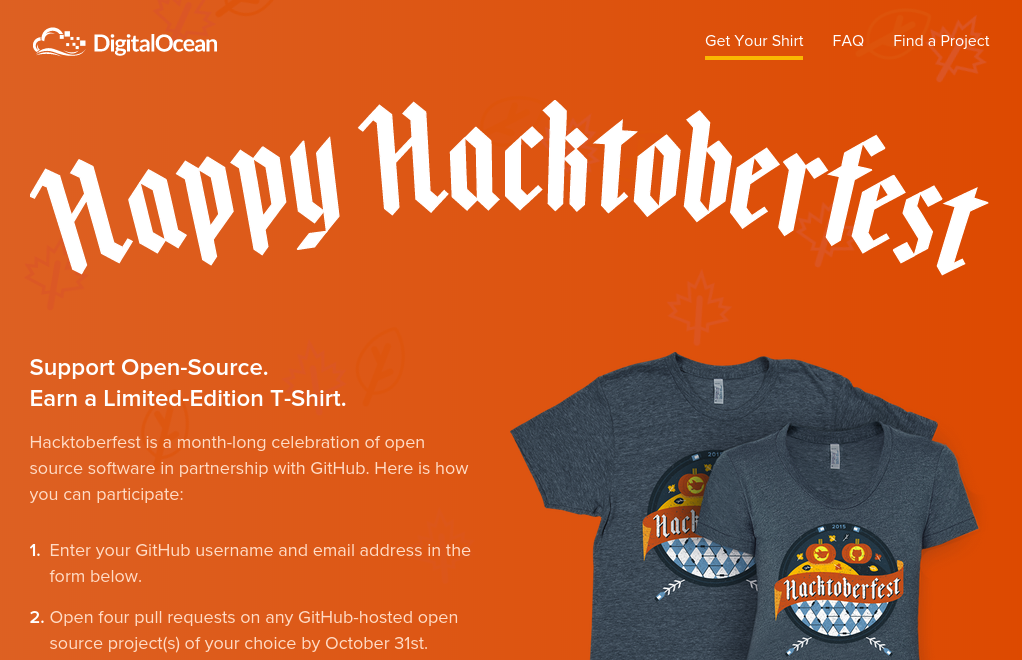 DigitalOcean
Get Your Shirt
FAQ
Find a Project
Happy Hacktoberfest
Support Open-Source.
Earn a Limited-Edition T-Shirt.
Hacktoberfest is a month-long celebration of open
source software in partnership with GitHub. Here is how
you can participate:
1. Enter your GitHub username and email address in the
form below.
2. Open four pull requests on any GitHub-hosted open
source project(s) of your choice by October 31st.
Hack
2015
Hacktoberfest